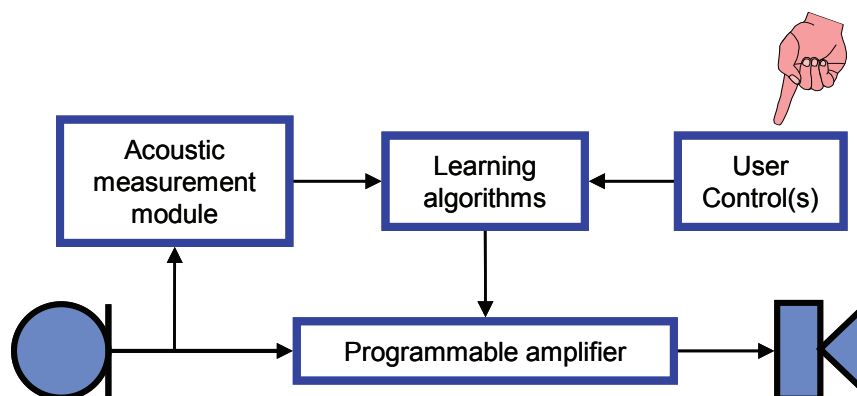 Acoustic
measurement
module
Learning
algorithms
User
Control(s)
Programmable amplifier